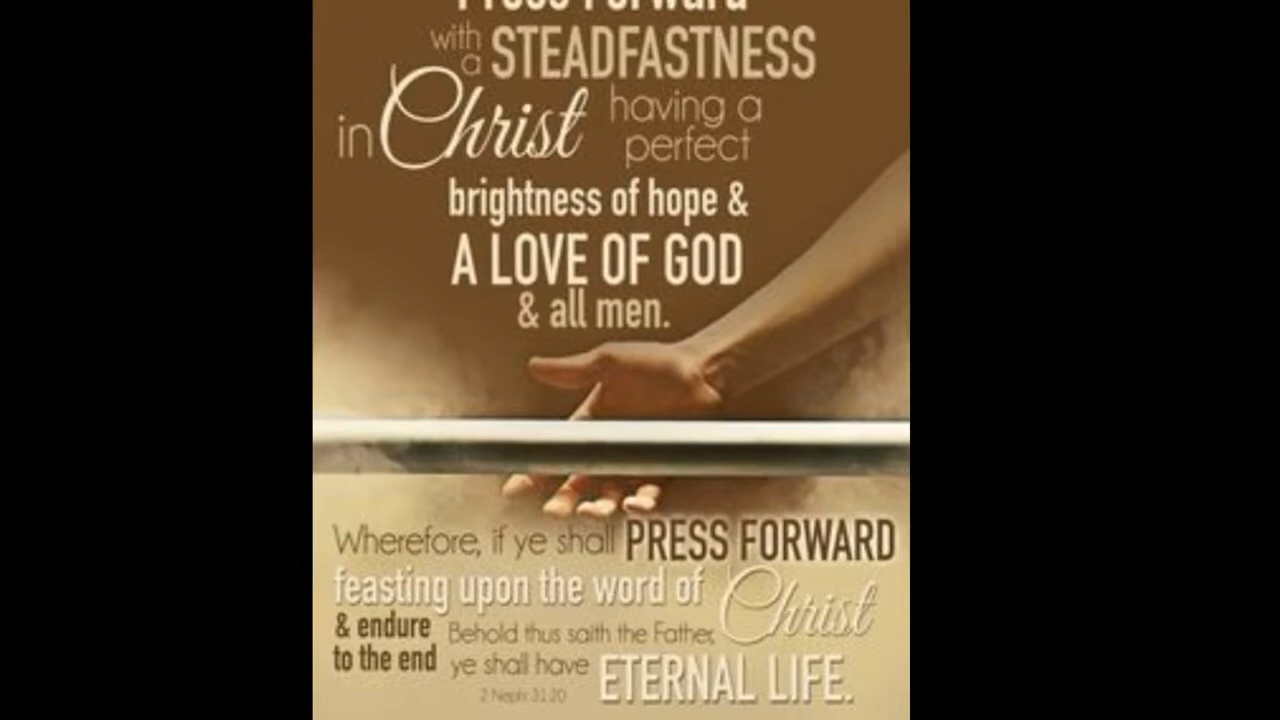 Press Forward
with a STEADFASTNESS
in Christ having a perfect
brightness of hope &
A LOVE OF GOD
& all men.
Wherefore, if ye shall PRESS FORWARD
feasting upon the word of Christ
& endure to the end
Behold thus saith the Father,
ye shall have ETERNAL LIFE.
2 Nephi 31:20